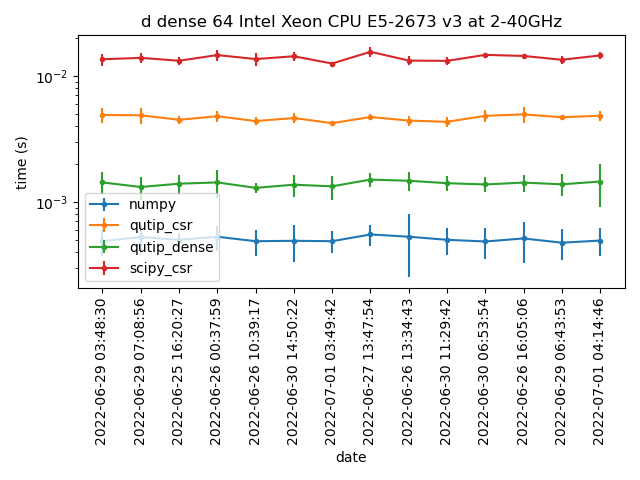 d dense 64 Intel Xeon CPU E5-2673 v3 at 2-40GHz
time (s)
10⁻²
10⁻³
numpy
qutip_csr
qutip_dense
scipy_csr
2022-06-29 03:48:30
2022-06-29 07:08:56
2022-06-25 16:20:27
2022-06-26 00:37:59
2022-06-26 10:39:17
2022-06-30 14:50:22
2022-07-01 03:49:42
2022-06-27 13:47:54
2022-06-26 13:34:43
2022-06-30 11:29:42
2022-06-30 06:53:54
2022-06-26 16:05:06
2022-06-29 06:43:53
2022-07-01 04:14:46
date